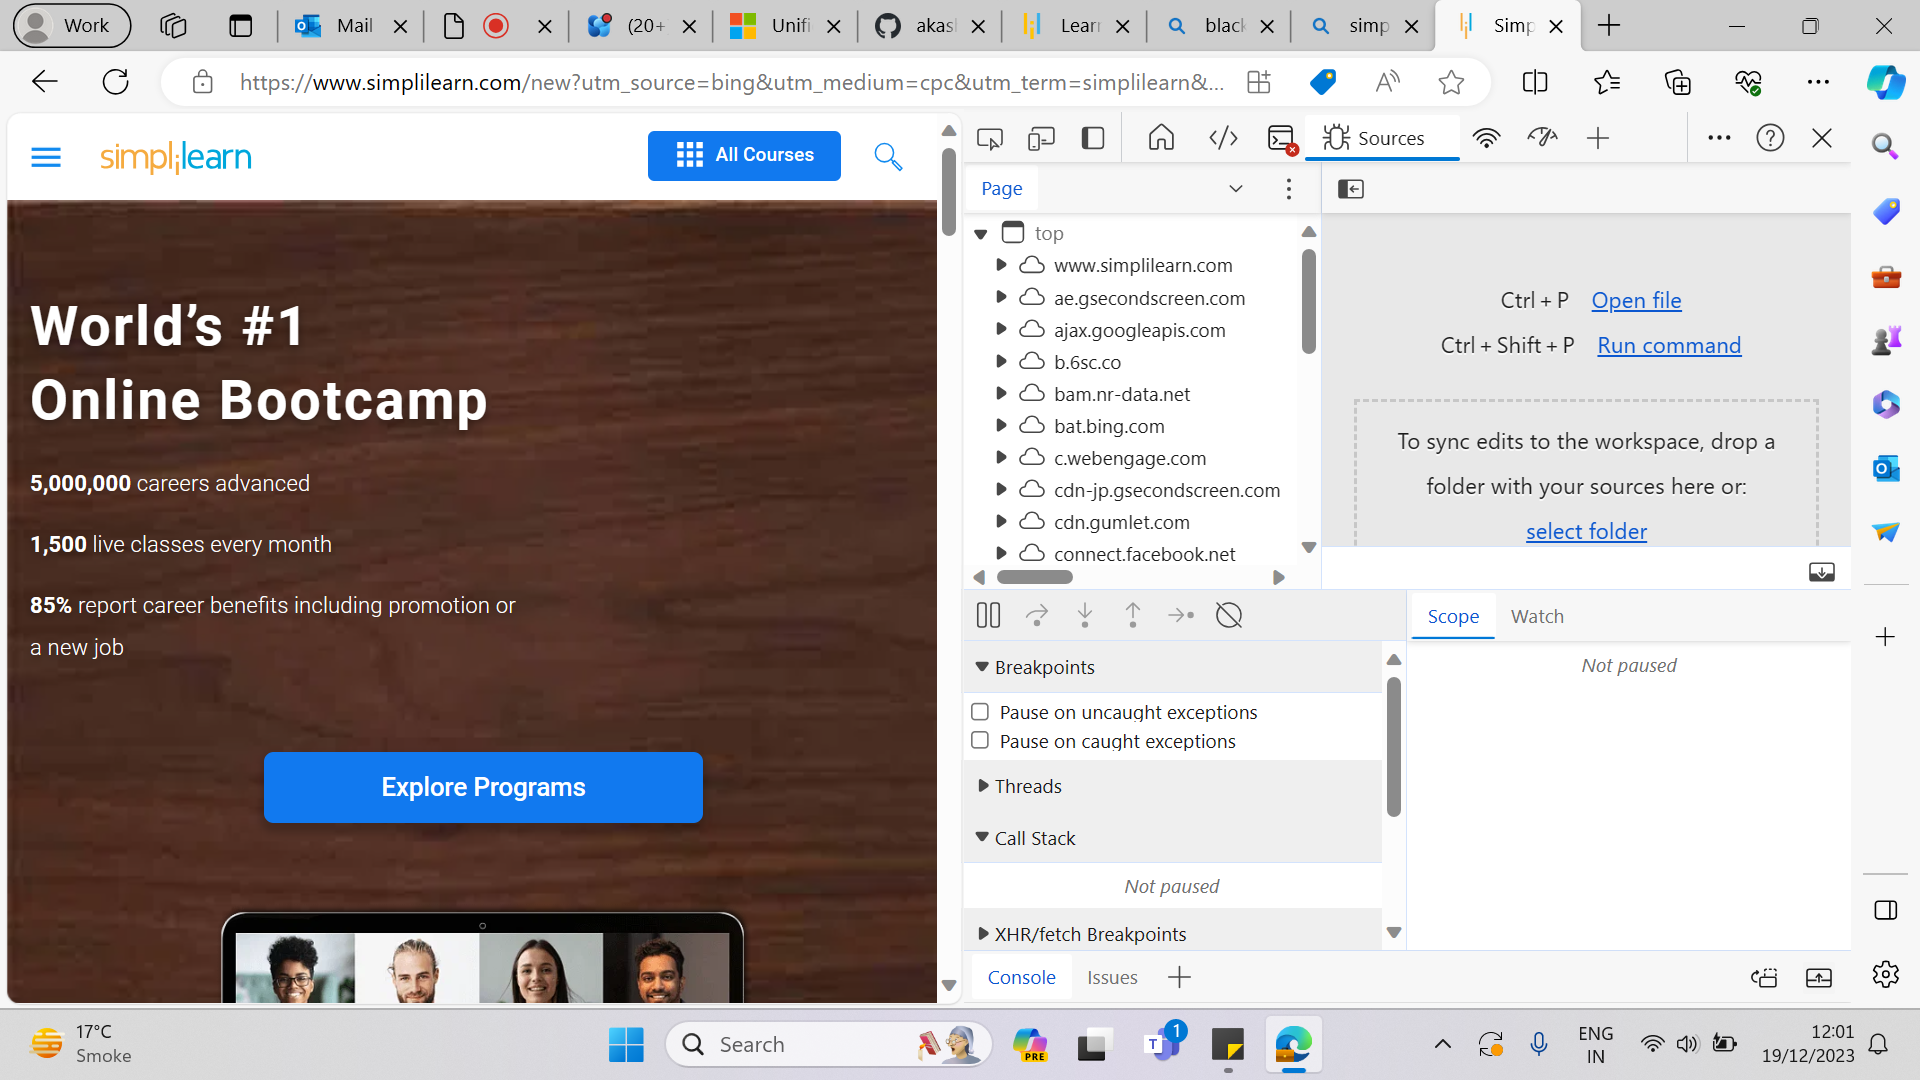 Work
Mail
(20+
Unifi
akash
Learn
black
simp
Simp
https://www.simplilearn.com/new?utm_source=bing&utm_medium=cpc&utm_term=simplilearn&...
simplilearn
All Courses
World’s #1
Online Bootcamp
5,000,000 careers advanced
1,500 live classes every month
85% report career benefits including promotion or
a new job
Explore Programs
Sources
Page
top
www.simplilearn.com
ae.gsecondscreen.com
ajax.googleapis.com
b.6sc.co
bam.nr-data.net
bat.bing.com
c.webengage.com
cdn-jp.gsecondscreen.com
cdn.gumlet.com
connect.facebook.net
Ctrl + P Open file
Ctrl + Shift + P Run command
To sync edits to the workspace, drop a
folder with your sources here or:
select folder
Breakpoints
Pause on uncaught exceptions
Pause on caught exceptions
Threads
Call Stack
Not paused
XHR/fetch Breakpoints
Scope
Watch
Not paused
Console
Issues
17°C
Smoke
Search
PRE
1
ENG
IN
12:01
19/12/2023